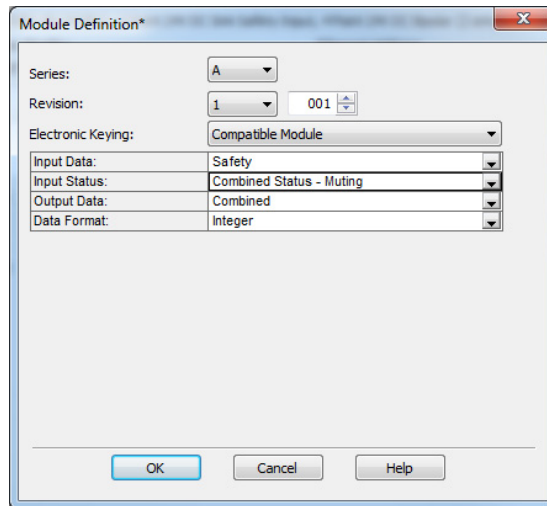 Module Definition*
Series: A
Revision: 1 001
Electronic Keying: Compatible Module
Input Data: Safety
Input Status: Combined Status - Muting
Output Data: Combined
Data Format: Integer
OK Cancel Help